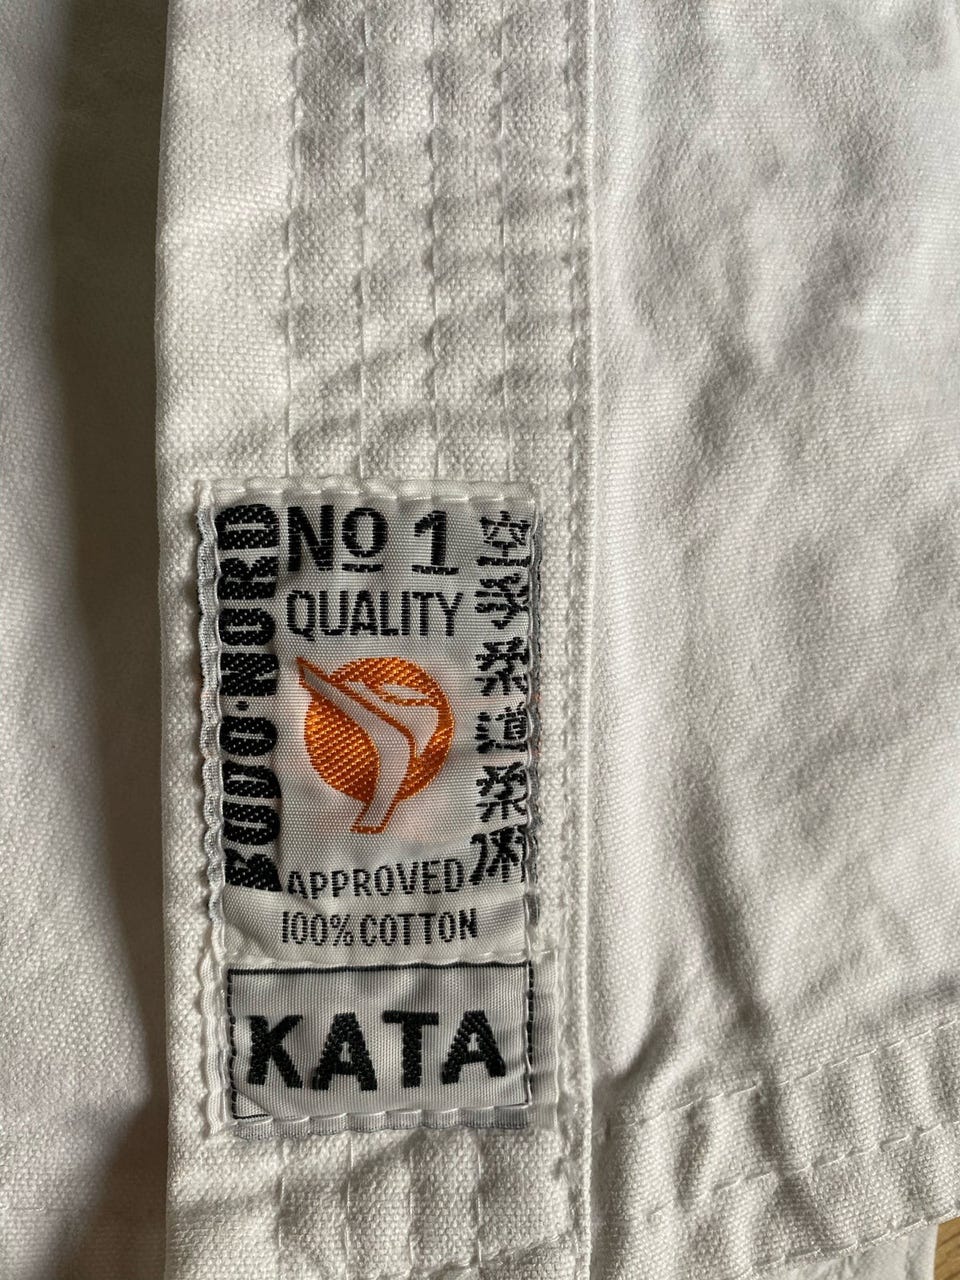 BUDO·NORD
No 1
QUALITY
空手柔道柔術
APPROVED
100% COTTON
KATA